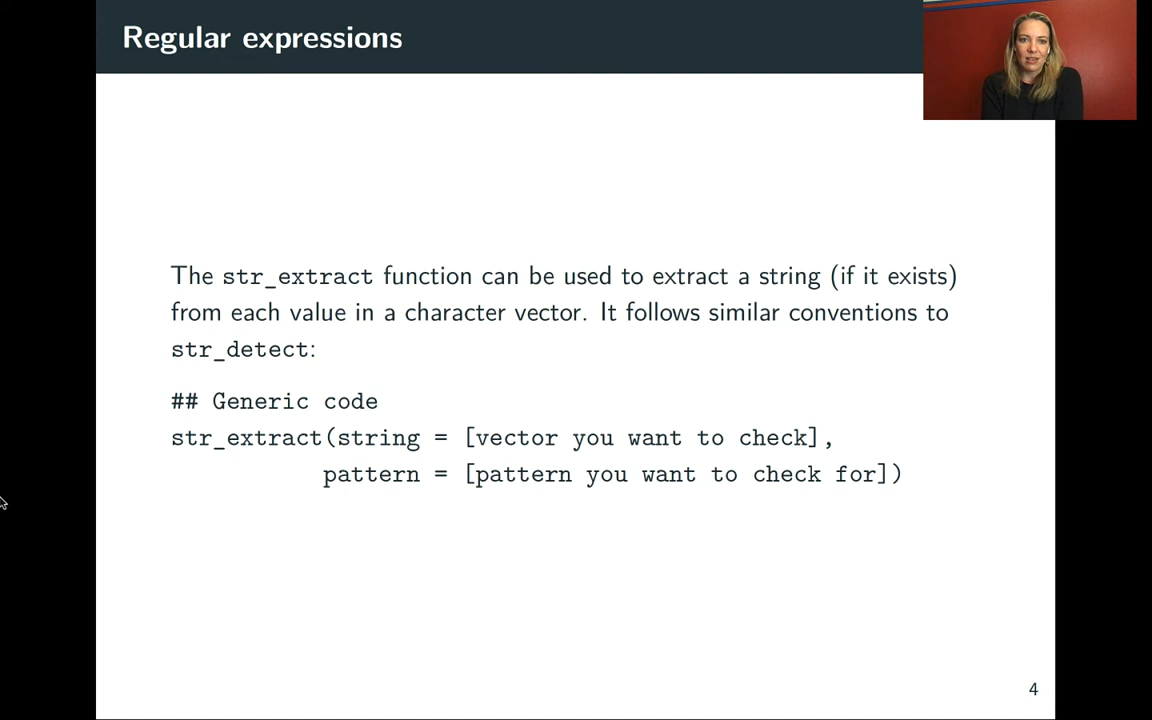 Regular expressions
The str_extract function can be used to extract a string (if it exists)
from each value in a character vector. It follows similar conventions to
str_detect:
## Generic code
str_extract(string = [vector you want to check],
pattern = [pattern you want to check for])
4